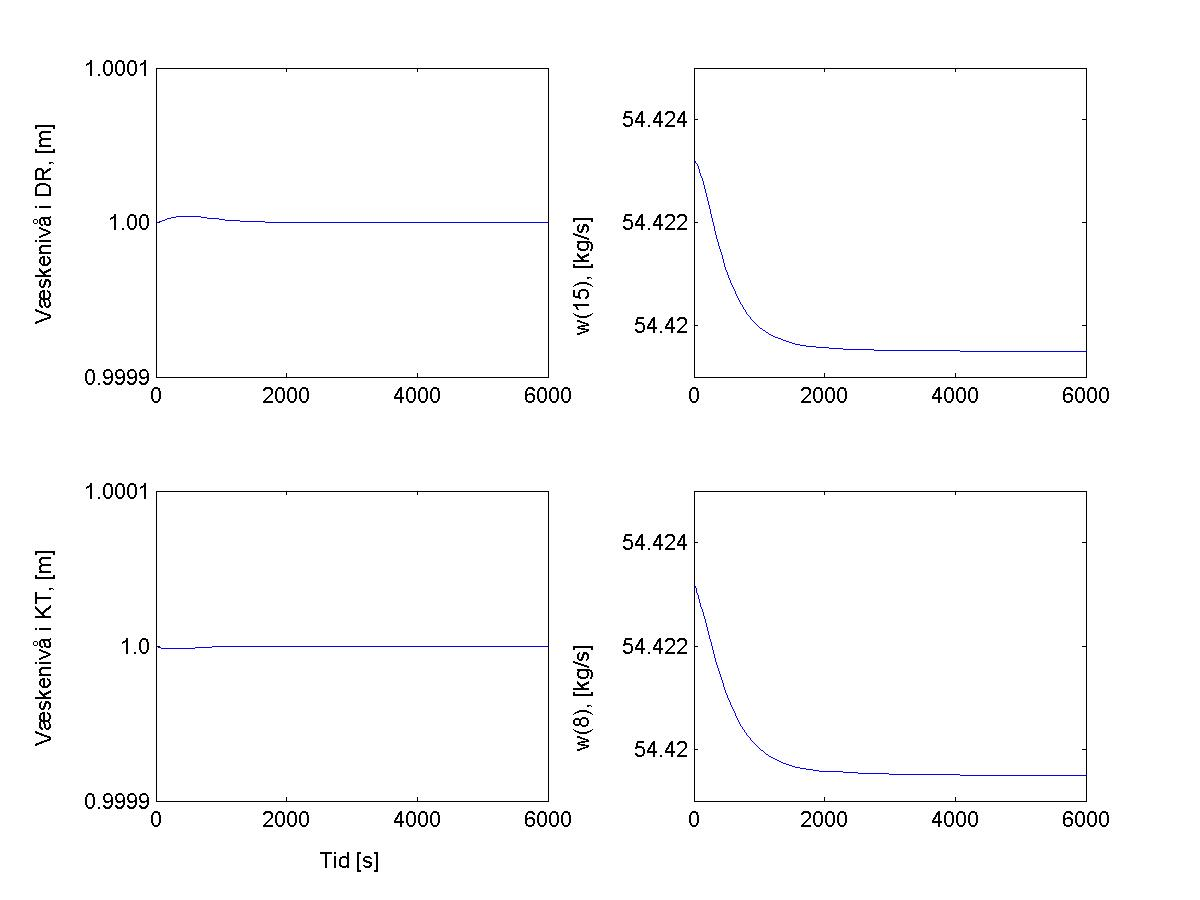 1.0001
1.00
0.9999
Væskenivå i DR, [m]
0 2000 4000 6000
54.424
54.422
54.42
w(15), [kg/s]
0 2000 4000 6000
1.0001
1.0
0.9999
Væskenivå i KT, [m]
0 2000 4000 6000
Tid [s]
54.424
54.422
54.42
w(8), [kg/s]
0 2000 4000 6000